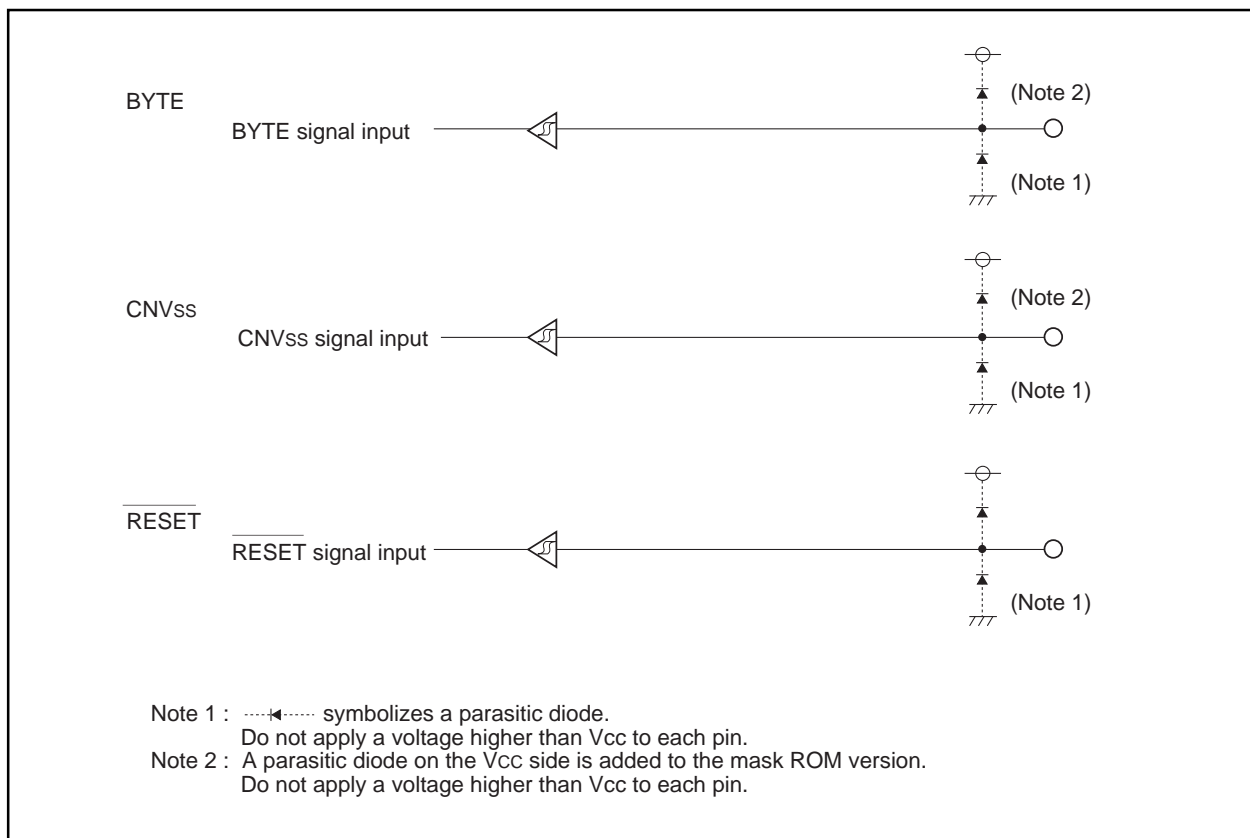 (Note 2)
BYTE
BYTE signal input
(Note 1)
(Note 2)
CNVss
CNVss signal input
(Note 1)
RESET
RESET signal input
(Note 1)
Note 1 : symbolizes a parasitic diode.
Do not apply a voltage higher than Vcc to each pin.
Note 2 : A parasitic diode on the VCC side is added to the mask ROM version.
Do not apply a voltage higher than Vcc to each pin.